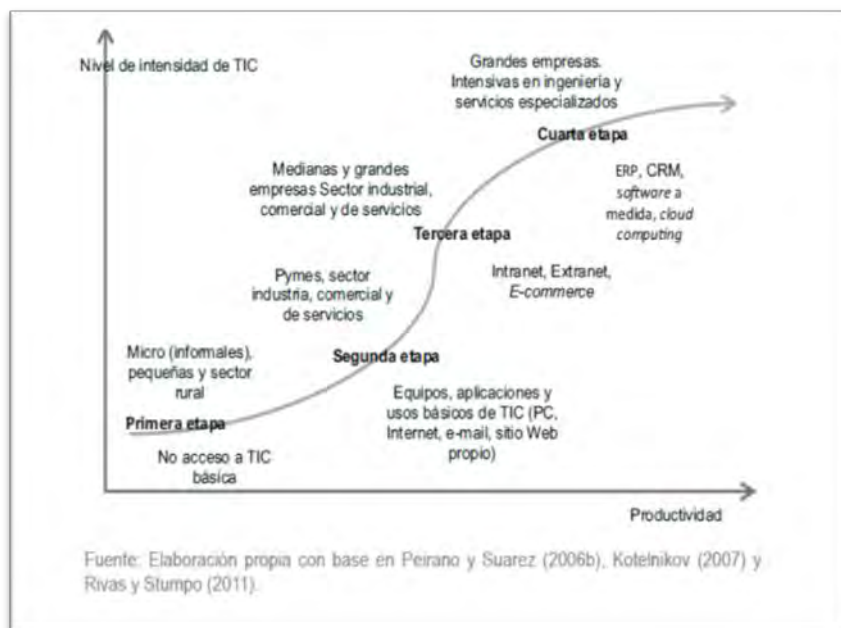 Nivel de intensidad de TIC
Grandes empresas.
Intensivas en ingeniería y
servicios especializados
Cuarta etapa
ERP, CRM,
software a
medida, cloud
computing
Medianas y grandes
empresas Sector industrial,
comercial y de servicios
Tercera etapa
Intranet, Extranet,
E-commerce
Pymes, sector
industria, comercial y
de servicios
Segunda etapa
Equipos, aplicaciones y
usos básicos de TIC (PC,
Internet, e-mail, sitio Web
propio)
Micro (informales),
pequeñas y sector
rural
Primera etapa
No acceso a TIC
básica
Productividad
Fuente: Elaboración propia con base en Peirano y Suarez (2006b), Kotelnikov (2007) y
Rivas y Stumpo (2011).